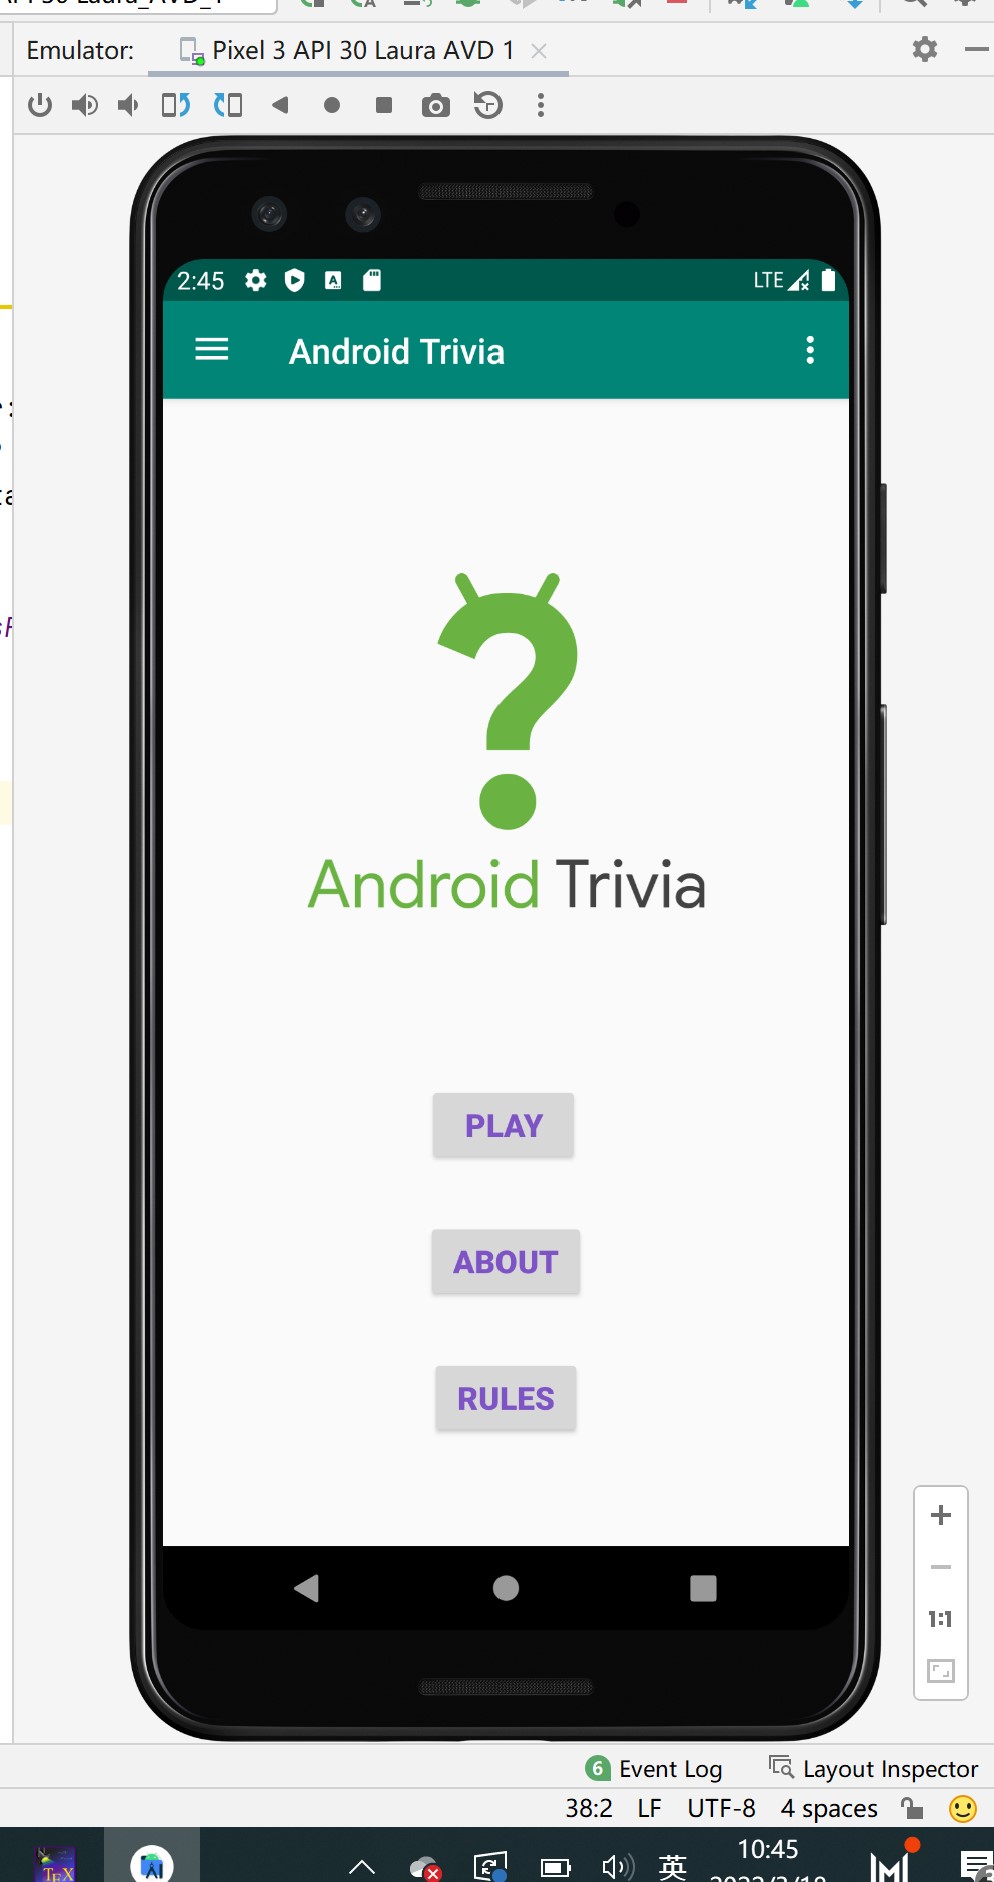 Emulator: Pixel 3 API 30 Laura AVD 1
2:45 LTE
Android Trivia
Android Trivia
PLAY
ABOUT
RULES
1:1
6 Event Log Layout Inspector
38:2 LF UTF-8 4 spaces
TEX
英
10:45